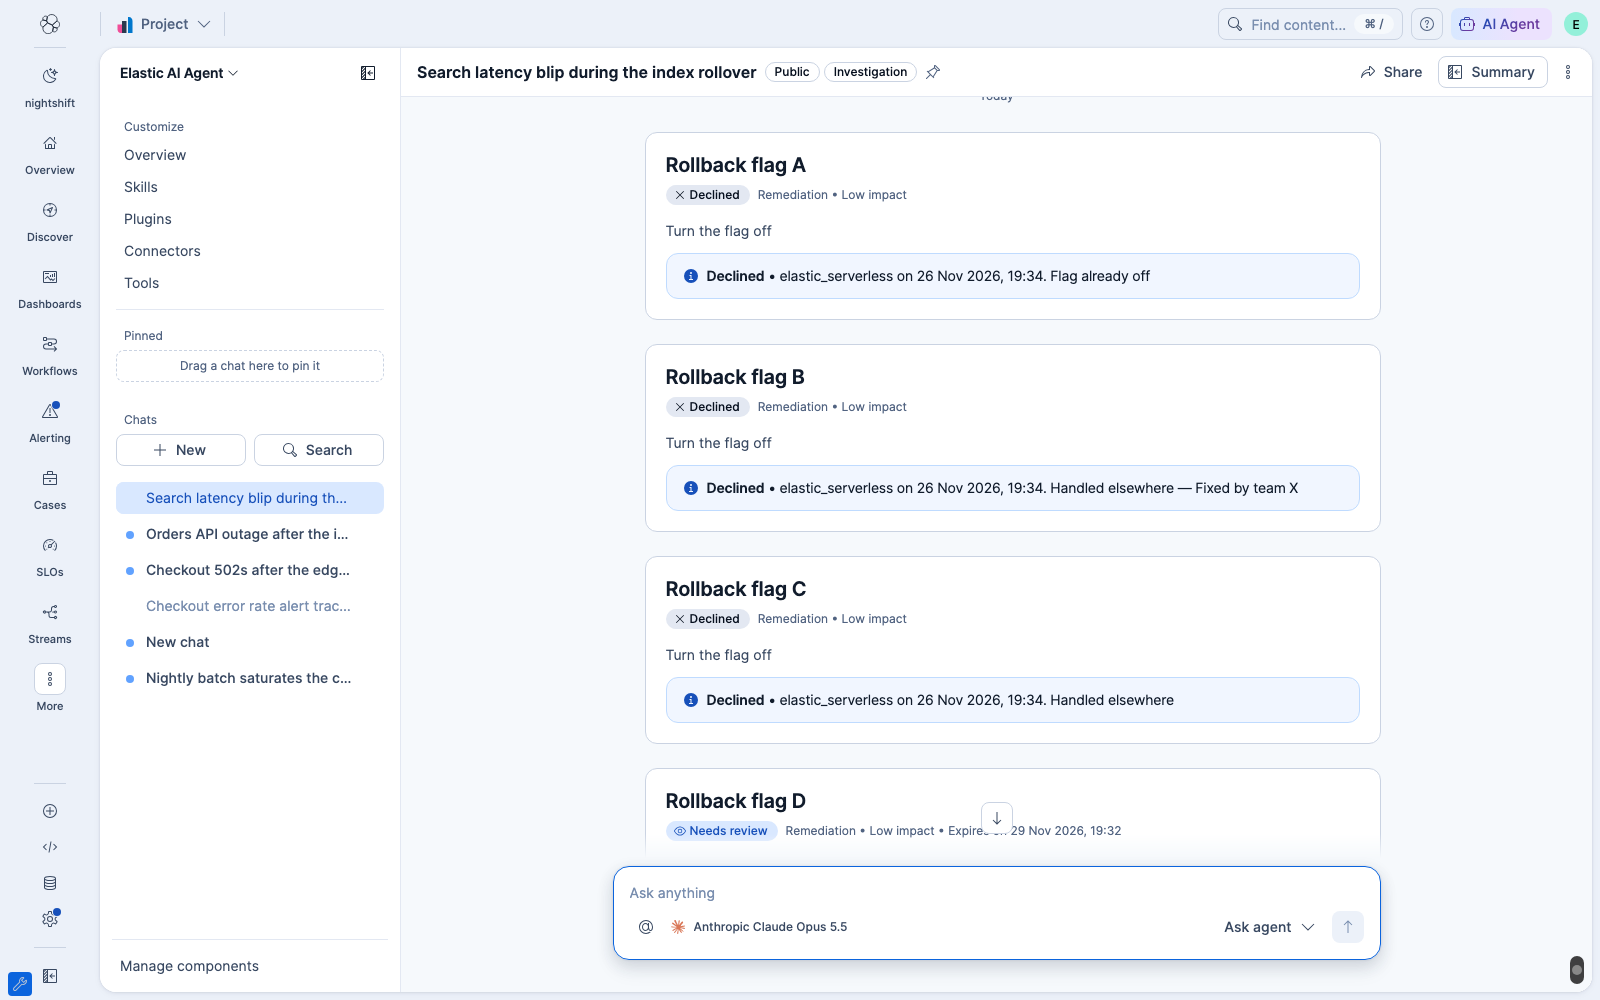 Project
Find content...
⌘ /
AI Agent
E
nightshift
Overview
Discover
Dashboards
Workflows
Alerting
Cases
SLOs
Streams
More
Elastic AI Agent
Customize
Overview
Skills
Plugins
Connectors
Tools
Pinned
Drag a chat here to pin it
Chats
New
Search
Search latency blip during th...
Orders API outage after the i...
Checkout 502s after the edg...
Checkout error rate alert trac...
New chat
Nightly batch saturates the c...
Manage components
Search latency blip during the index rollover
Public
Investigation
Share
Summary
Today
Rollback flag A
Declined
Remediation • Low impact
Turn the flag off
Declined • elastic_serverless on 26 Nov 2026, 19:34. Flag already off
Rollback flag B
Declined
Remediation • Low impact
Turn the flag off
Declined • elastic_serverless on 26 Nov 2026, 19:34. Handled elsewhere — Fixed by team X
Rollback flag C
Declined
Remediation • Low impact
Turn the flag off
Declined • elastic_serverless on 26 Nov 2026, 19:34. Handled elsewhere
Rollback flag D
Needs review
Remediation • Low impact • Expires on 29 Nov 2026, 19:32
Ask anything
@
Anthropic Claude Opus 5.5
Ask agent